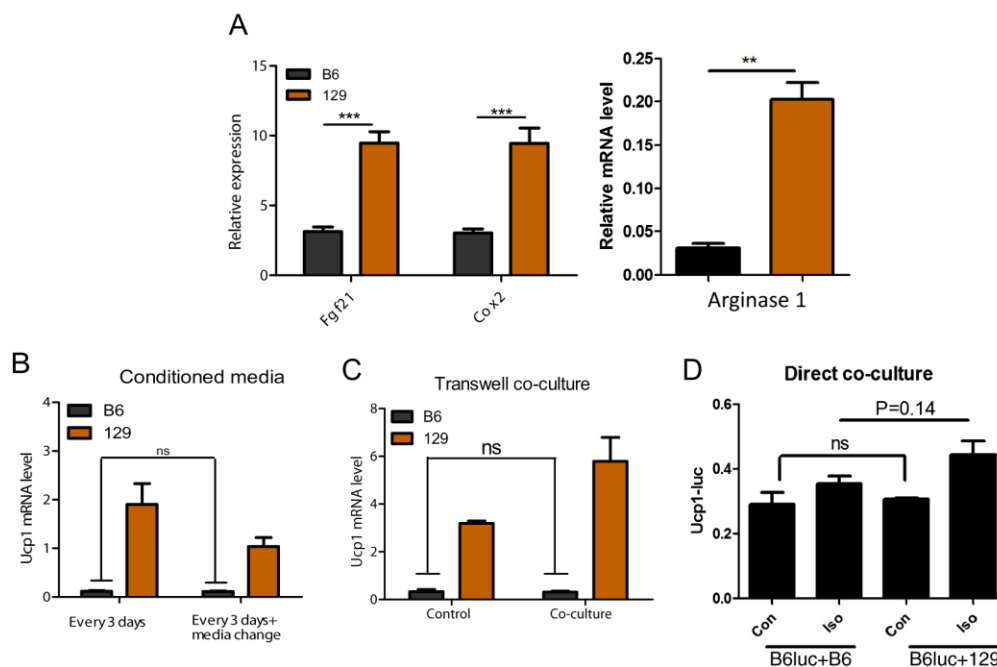 A
B6
129
Relative expression
15
10
5
0
***
***
Fgf21
Cox2
Relative mRNA level
0.25
0.20
0.15
0.10
0.05
0.00
**
Arginase 1
B
Conditioned media
B6
129
Ucp1 mRNA level
4
3
2
1
0
ns
Every 3 days
Every 3 days+
media change
C
Transwell co-culture
B6
129
Ucp1 mRNA level
8
6
4
2
0
ns
Control
Co-culture
D
Direct co-culture
Ucp1-luc
0.6
0.4
0.2
0.0
ns
P=0.14
Con
Iso
Con
Iso
B6luc+B6
B6luc+129